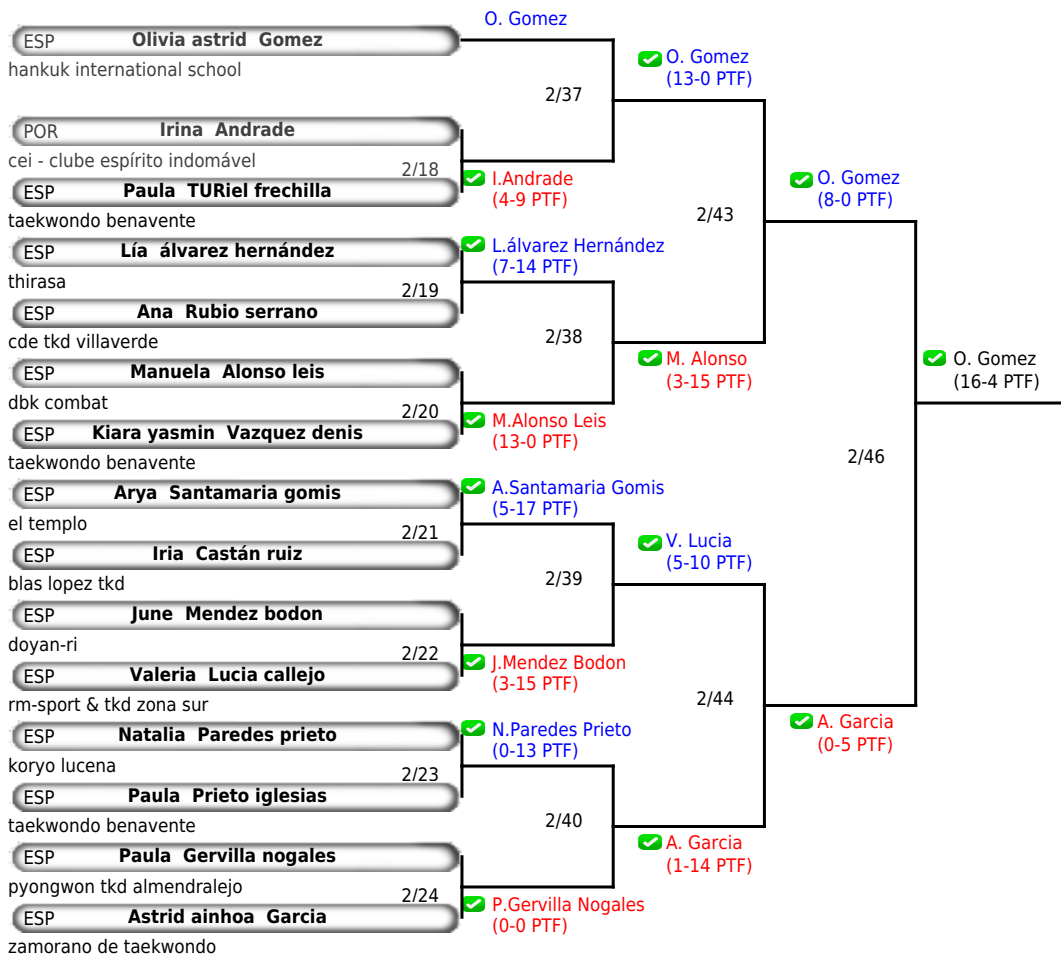 O. Gomez
ESP Olivia astrid Gomez
hankuk international school
O. Gomez
(13-0 PTF)
2/37
POR Irina Andrade
cei - clube espírito indomável
2/18
I.Andrade
(4-9 PTF)
ESP Paula TURiel frechilla
taekwondo benavente
O. Gomez
(8-0 PTF)
2/43
ESP Lía álvarez hernández
thirasa
L.álvarez Hernández
(7-14 PTF)
2/19
ESP Ana Rubio serrano
cde tkd villaverde
2/38
M. Alonso
(3-15 PTF)
ESP Manuela Alonso leis
dbk combat
2/20
M.Alonso Leis
(13-0 PTF)
ESP Kiara yasmin Vazquez denis
taekwondo benavente
O. Gomez
(16-4 PTF)
2/46
ESP Arya Santamaria gomis
el templo
A.Santamaria Gomis
(5-17 PTF)
2/21
ESP Iria Castán ruiz
blas lopez tkd
V. Lucia
(5-10 PTF)
2/39
ESP June Mendez bodon
doyan-ri
2/22
J.Mendez Bodon
(3-15 PTF)
ESP Valeria Lucia callejo
rm-sport & tkd zona sur
2/44
A. Garcia
(0-5 PTF)
ESP Natalia Paredes prieto
koryo lucena
N.Paredes Prieto
(0-13 PTF)
2/23
ESP Paula Prieto iglesias
taekwondo benavente
2/40
A. Garcia
(1-14 PTF)
ESP Paula Gervilla nogales
pyongwon tkd almendralejo
2/24
P.Gervilla Nogales
(0-0 PTF)
ESP Astrid ainhoa Garcia
zamorano de taekwondo